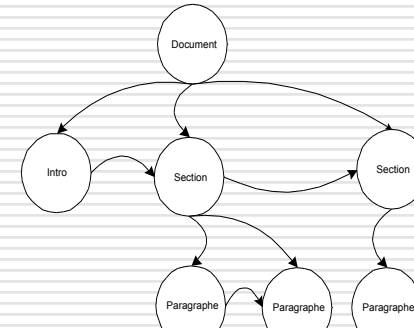 Document
Intro
Section
Section
Paragraphe
Paragraphe
Paragraphe